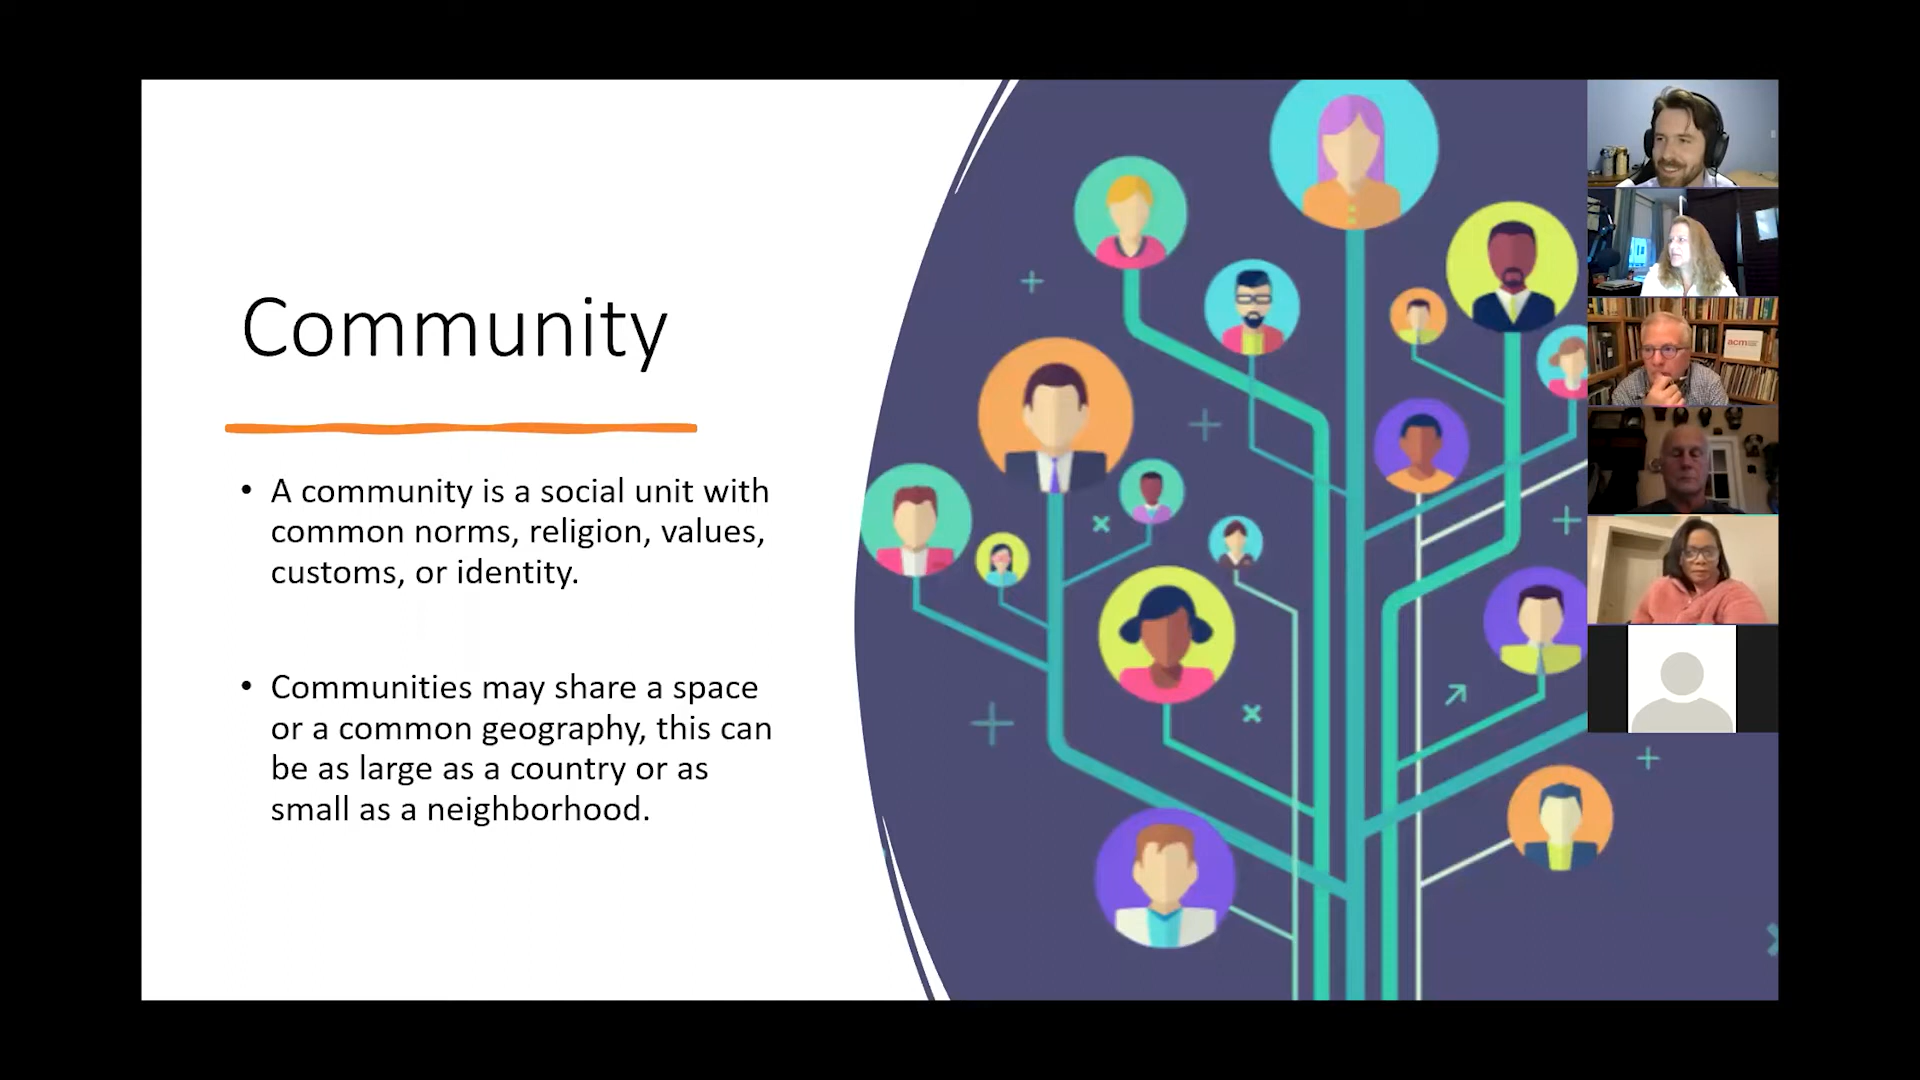 Community
• A community is a social unit with
common norms, religion, values,
customs, or identity.
• Communities may share a space
or a common geography, this can
be as large as a country or as
small as a neighborhood.
acm